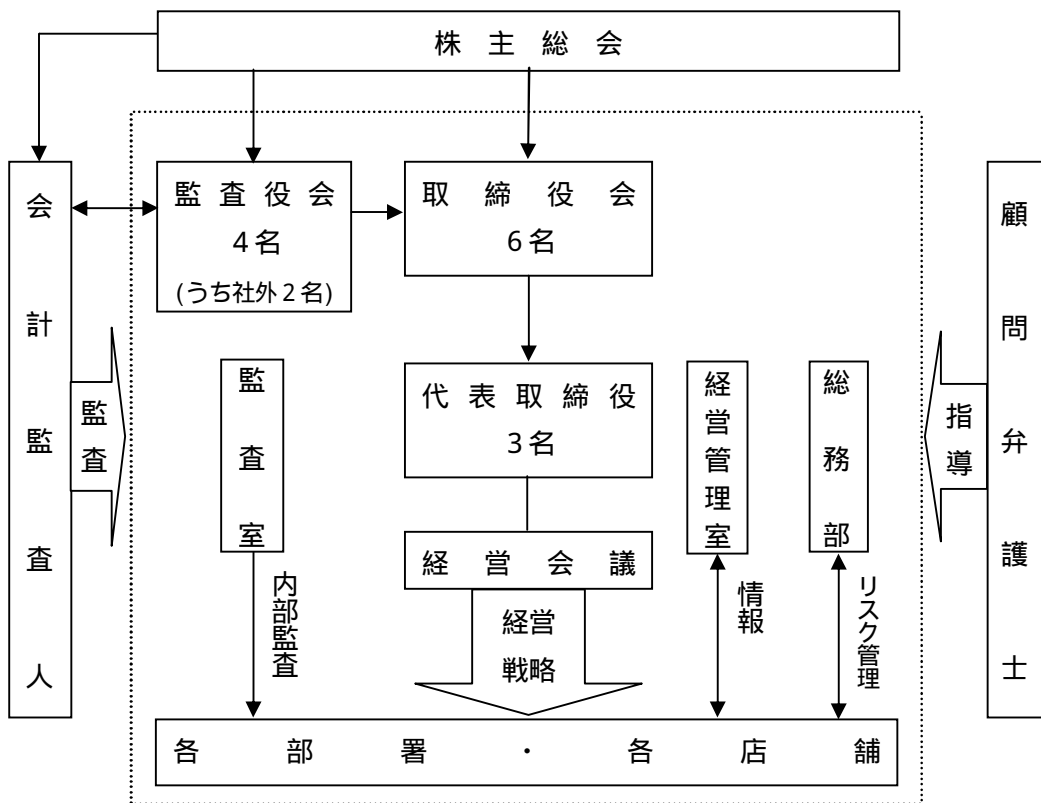 株主総会
会計監査人
監査役会
4名
(うち社外2名)
取締役会
6名
顧問弁護士
監査
指導
監査室
代表取締役
3名
経営管理室
総務部
経営会議
内部監査
経営
戦略
情報
リスク管理
各部署・各店舗